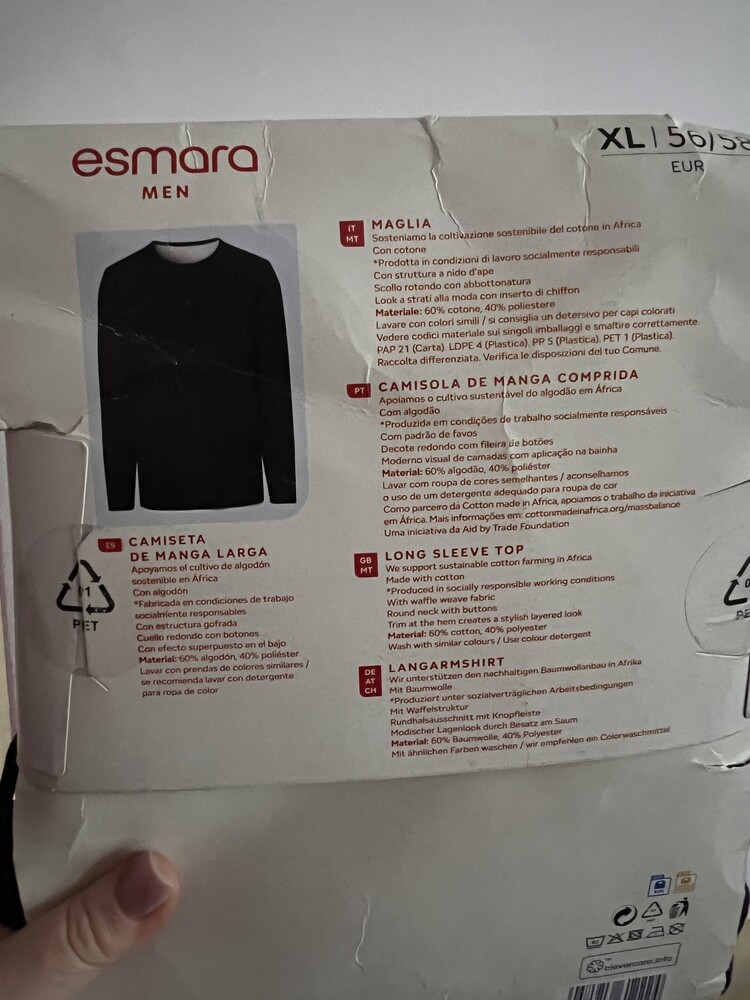 esmara
MEN
XL | 56/58
EUR
IT
MT
MAGLIA
Sosteniamo la coltivazione sostenibile del cotone in Africa
Con cotone
*Prodotta in condizioni di lavoro socialmente responsabili
Con struttura a nido d'ape
Scollo rotondo con abbottonatura
Look a strati alla moda con inserto di chiffon
Materiale: 60% cotone, 40% poliestere
Lavare con colori simili / si consiglia un detersivo per capi colorati
Vedere codici materiale sui singoli imballaggi e smaltire correttamente
PAP 21 (Carta). LDPE 4 (Plastica). PP 5 (Plastica). PET 1 (Plastica).
Raccolta differenziata. Verifica le disposizioni del tuo Comune.
PT
CAMISOLA DE MANGA COMPRIDA
Apoiamos o cultivo sustentável do algodão em África
Com algodão
*Produzida em condições de trabalho socialmente responsáveis
Com padrão de favos
Decote redondo com fileira de botões
Moderno visual de camadas com aplicação na bainha
Material: 60% algodão, 40% poliéster
Lavar com roupa de cores semelhantes / aconselhamos
o uso de um detergente adequado para roupa de cor
Como parceiro da Cotton made in Africa, apoiamos o trabalho da iniciativa
em África. Mais informações em: cottonmadeinafrica.org/massbalance
Uma iniciativa da Aid by Trade Foundation
ES
CAMISETA
DE MANGA LARGA
Apoyamos el cultivo de algodón
sostenible en África
Con algodón
*Fabricada en condiciones de trabajo
socialmente responsables
Con estructura gofrada
Cuello redondo con botones
Con efecto superpuesto en el bajo
Material: 60% algodón, 40% poliéster
Lavar con prendas de colores similares /
se recomienda lavar con detergente
para ropa de color
01
PET
GB
MT
LONG SLEEVE TOP
We support sustainable cotton farming in Africa
Made with cotton
*Produced in socially responsible working conditions
With waffle weave fabric
Round neck with buttons
Trim at the hem creates a stylish layered look
Material: 60% cotton, 40% polyester
Wash with similar colours / Use colour detergent
DE
AT
CH
LANGARMSHIRT
Wir unterstützen den nachhaltigen Baumwollanbau in Afrika
Mit Baumwolle
*Produziert unter sozialverträglichen Arbeitsbedingungen
Mit Waffelstruktur
Rundhalsausschnitt mit Knopfleiste
Modischer Lagenlook durch Besatz am Saum
Material: 60% Baumwolle, 40% Polyester
Mit ähnlichen Farben waschen / wir empfehlen ein Colorwaschmittel
clevercare.info